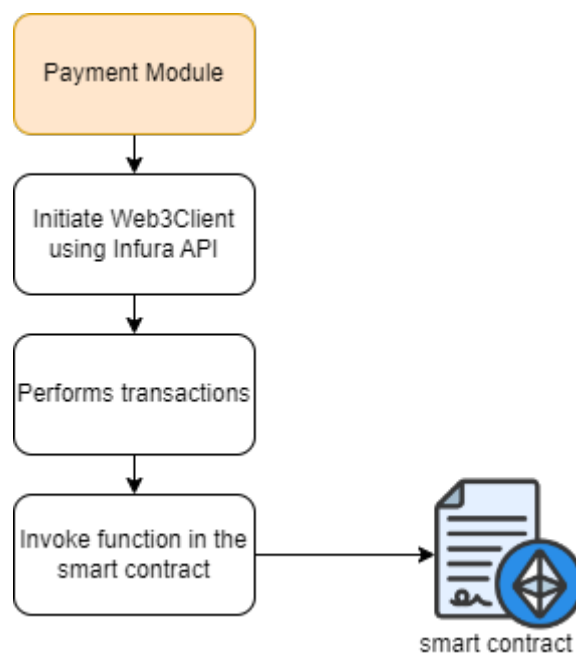 Payment Module
Initiate Web3Client
using Infura API
Performs transactions
Invoke function in the
smart contract
smart contract